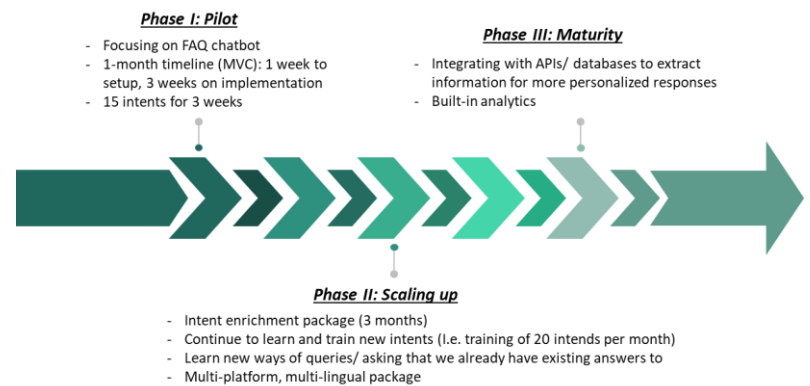 Phase I: Pilot
- Focusing on FAQ chatbot
- 1-month timeline (MVC): 1 week to
setup, 3 weeks on implementation
- 15 intents for 3 weeks
Phase III: Maturity
- Integrating with APIs/ databases to extract
information for more personalized responses
- Built-in analytics
Phase II: Scaling up
- Intent enrichment package (3 months)
- Continue to learn and train new intents (I.e. training of 20 intends per month)
- Learn new ways of queries/ asking that we already have existing answers to
- Multi-platform, multi-lingual package